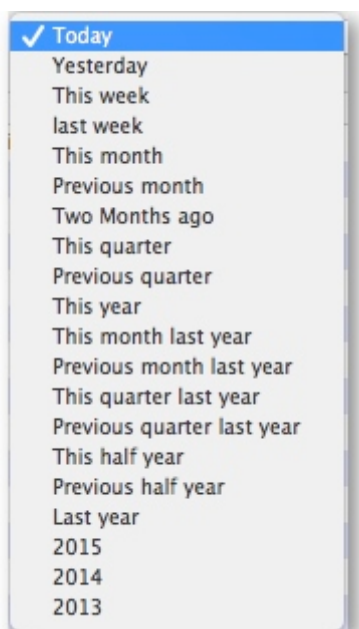 Today
Yesterday
This week
last week
This month
Previous month
Two Months ago
This quarter
Previous quarter
This year
This month last year
Previous month last year
This quarter last year
Previous quarter last year
This half year
Previous half year
Last year
2015
2014
2013